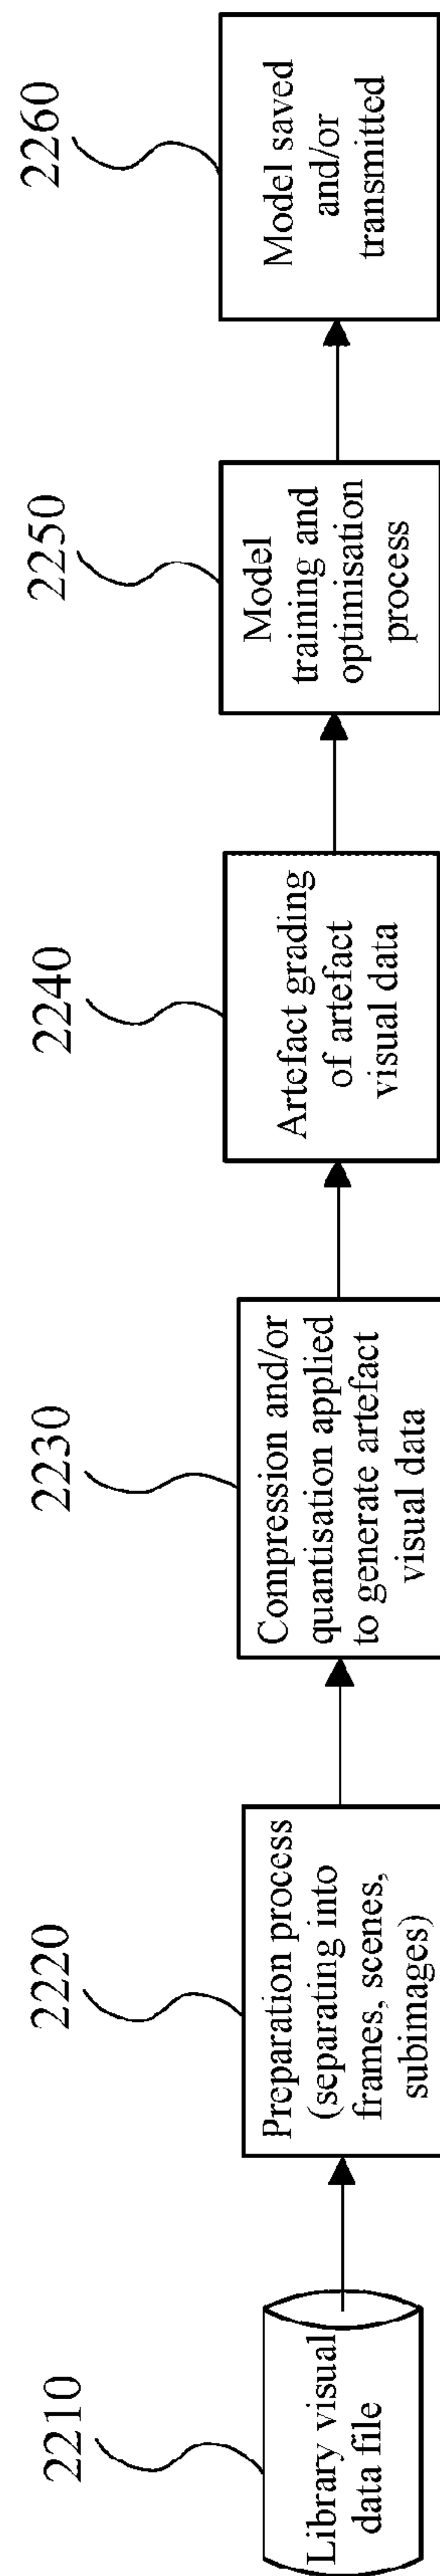 2210
Library visual
data file
2220
Preparation process
(separating into
frames, scenes,
subimages)
2230
Compression and/or
quantisation applied
to generate artefact
visual data
2240
Artefact grading
of artefact
visual data
2250
Model
training and
optimisation
process
2260
Model saved
and/or
transmitted